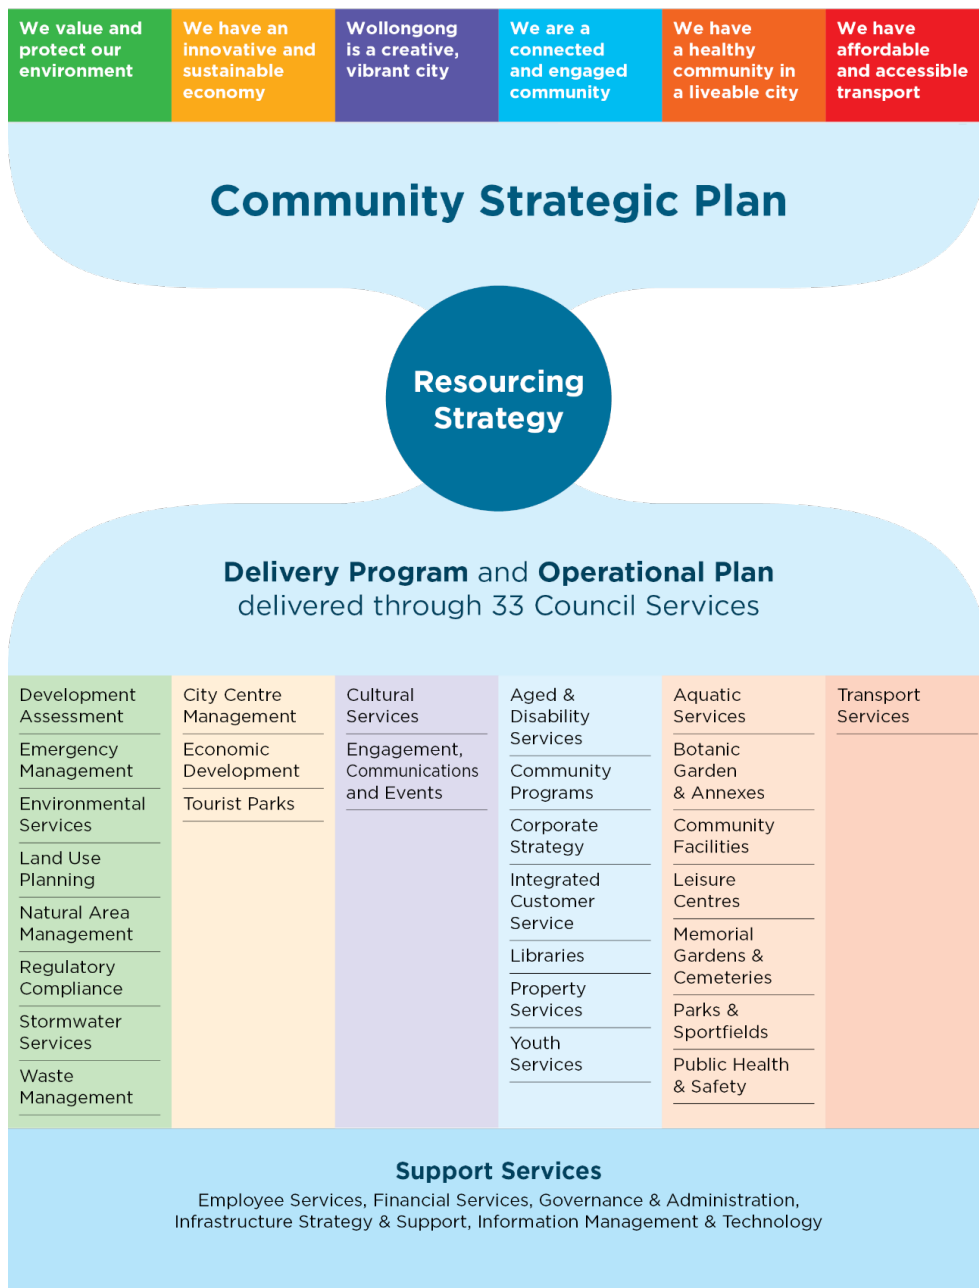 We value and
protect our
environment
We have an
innovative and
sustainable
economy
Wollongong
is a creative,
vibrant city
We are a
connected
and engaged
community
We have
a healthy
community in
a liveable city
We have
affordable
and accessible
transport
Community Strategic Plan
Resourcing
Strategy
Delivery Program and Operational Plan
delivered through 33 Council Services
Development
Assessment
Emergency
Management
Environmental
Services
Land Use
Planning
Natural Area
Management
Regulatory
Compliance
Stormwater
Services
Waste
Management
City Centre
Management
Economic
Development
Tourist Parks
Cultural
Services
Engagement,
Communications
and Events
Aged &
Disability
Services
Community
Programs
Corporate
Strategy
Integrated
Customer
Service
Libraries
Property
Services
Youth
Services
Aquatic
Services
Botanic
Garden
& Annexes
Community
Facilities
Leisure
Centres
Memorial
Gardens &
Cemeteries
Parks &
Sportfields
Public Health
& Safety
Transport
Services
Support Services
Employee Services, Financial Services, Governance & Administration,
Infrastructure Strategy & Support, Information Management & Technology